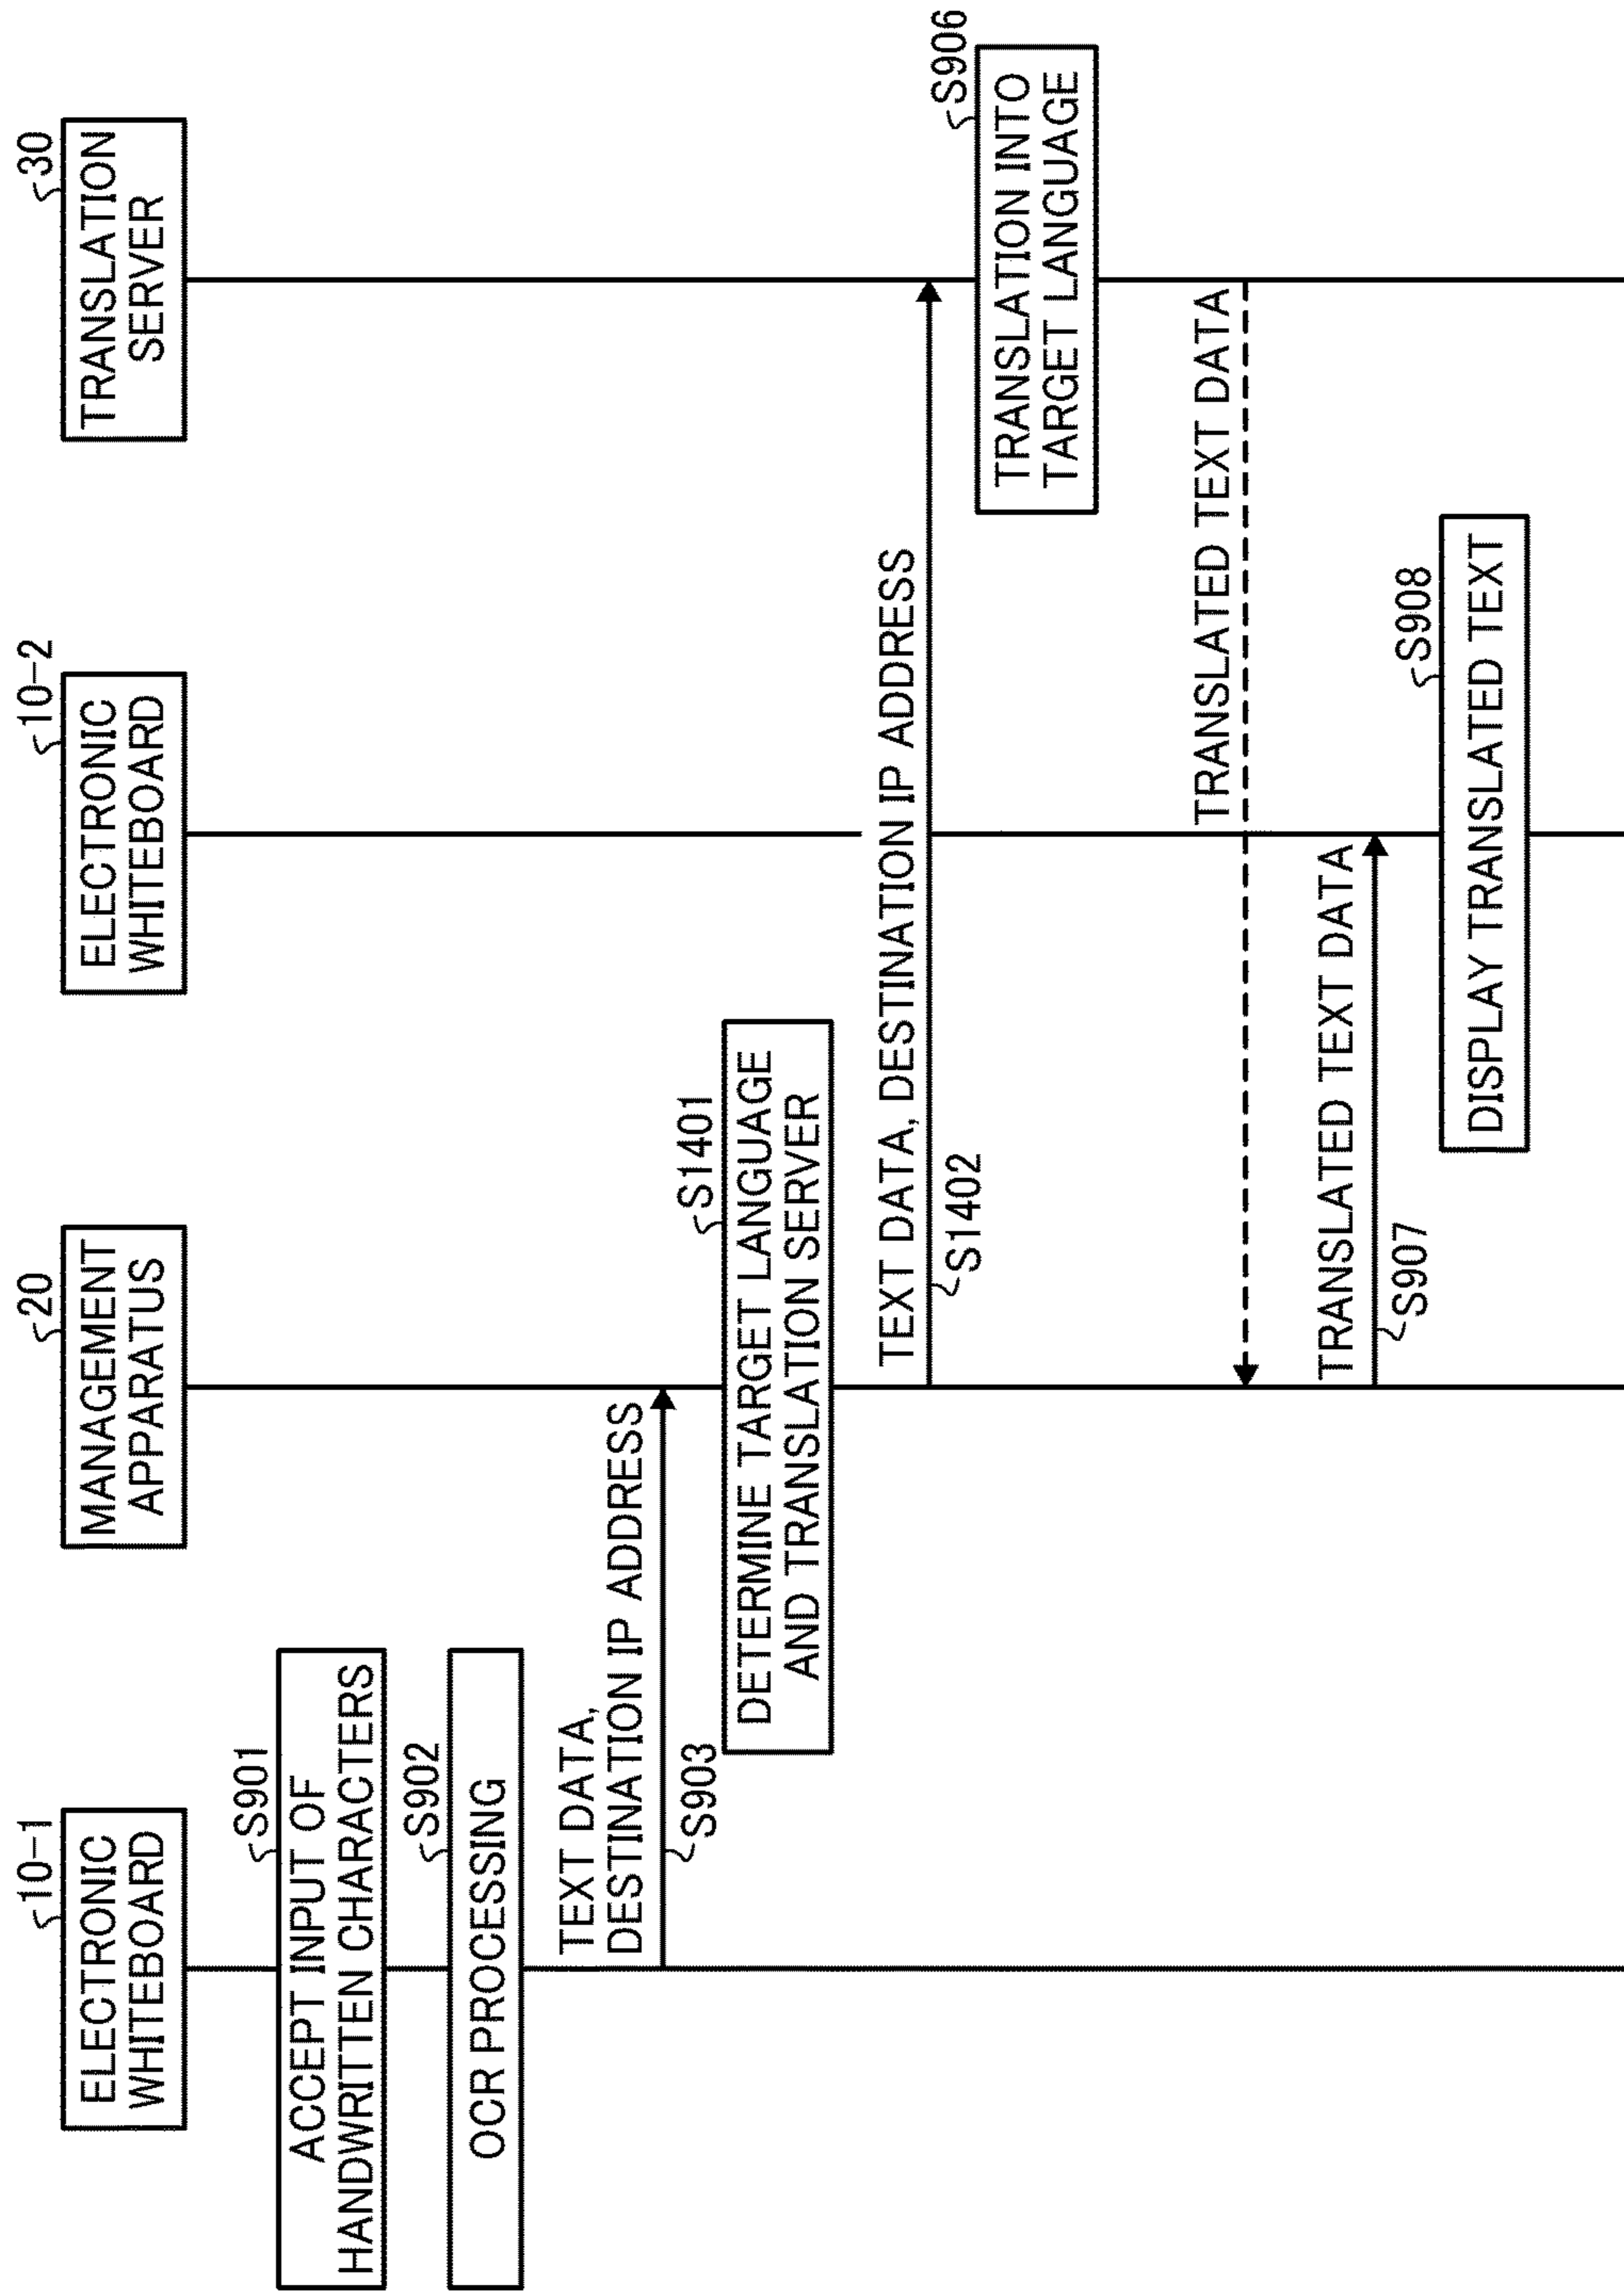 10-1
ELECTRONIC
WHITEBOARD
20
MANAGEMENT
APPARATUS
10-2
ELECTRONIC
WHITEBOARD
30
TRANSLATION
SERVER
S901
ACCEPT INPUT OF
HANDWRITTEN CHARACTERS
S902
OCR PROCESSING
TEXT DATA,
DESTINATION IP ADDRESS
S903
S1401
DETERMINE TARGET LANGUAGE
AND TRANSLATION SERVER
TEXT DATA, DESTINATION IP ADDRESS
S1402
S906
TRANSLATION INTO
TARGET LANGUAGE
TRANSLATED TEXT DATA
TRANSLATED TEXT DATA
S907
S908
DISPLAY TRANSLATED TEXT